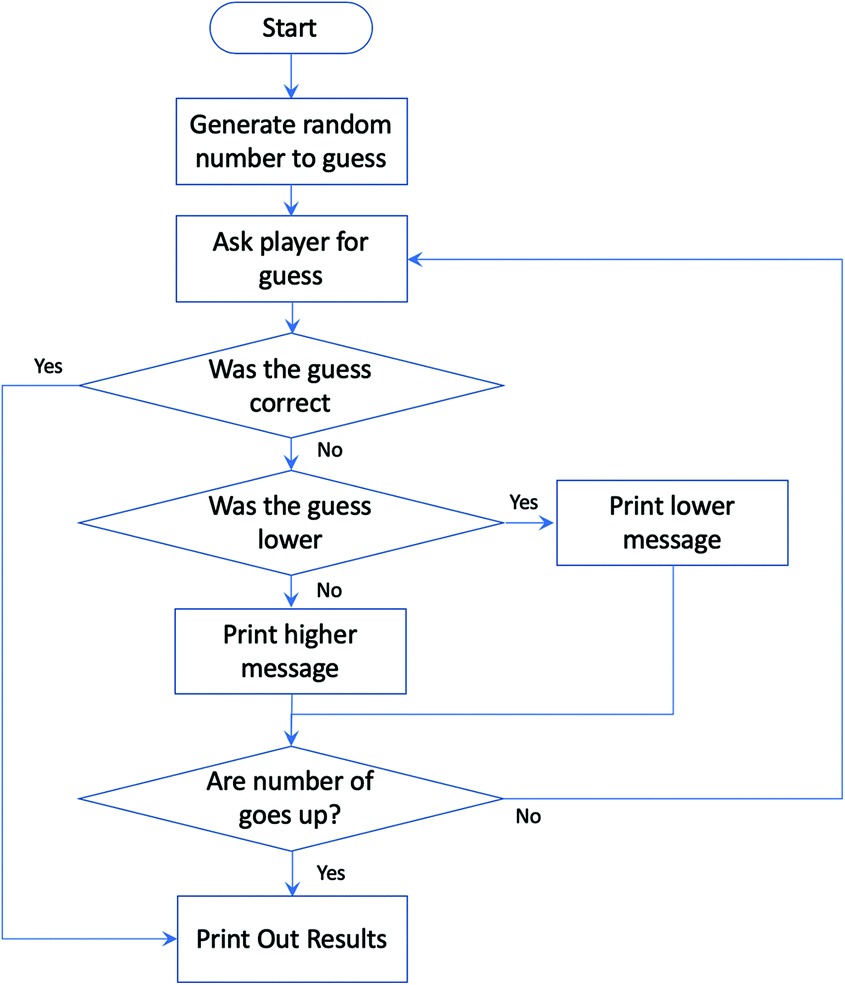 Start
Generate random
number to guess
Ask player for
guess
Yes
Was the guess
correct
No
Was the guess
lower
Yes
Print lower
message
No
Print higher
message
Are number of
goes up?
No
Yes
Print Out Results